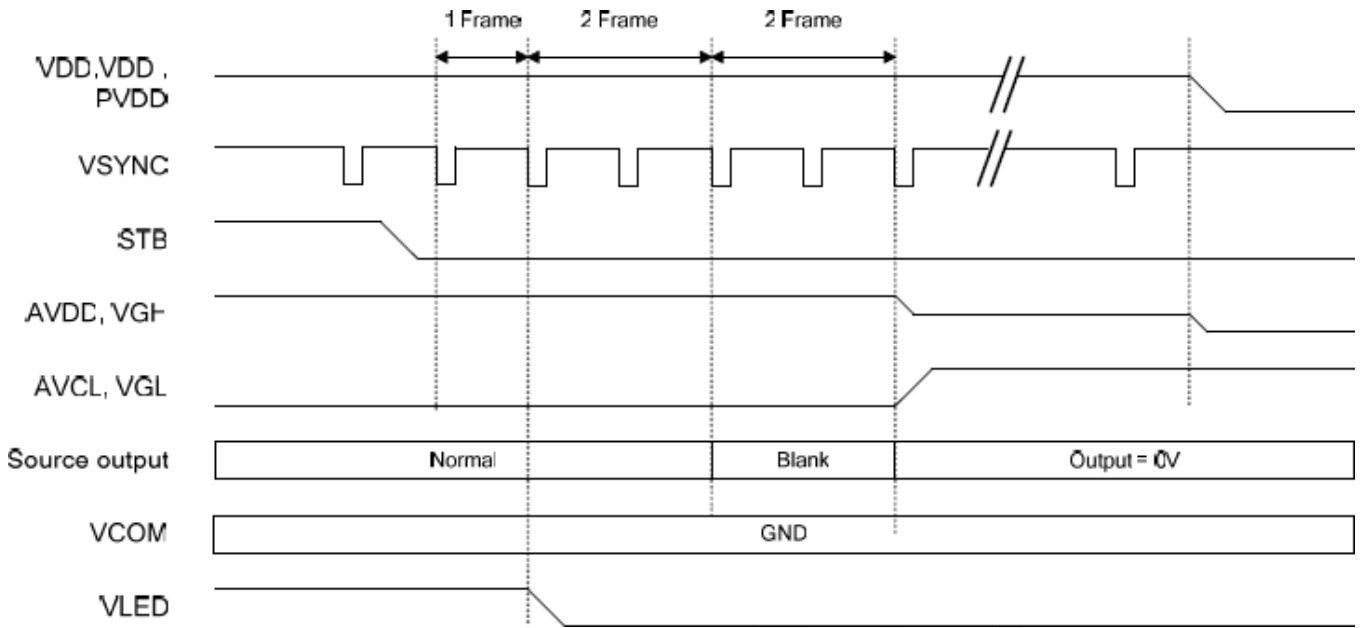 1 Frame 2 Frame 2 Frame
VDD,VDD ,
PVDD
VSYNC
STB
AVDD, VGH
AVCL, VGL
Source output Normal Blank Output = 0V
VCOM GND
VLED